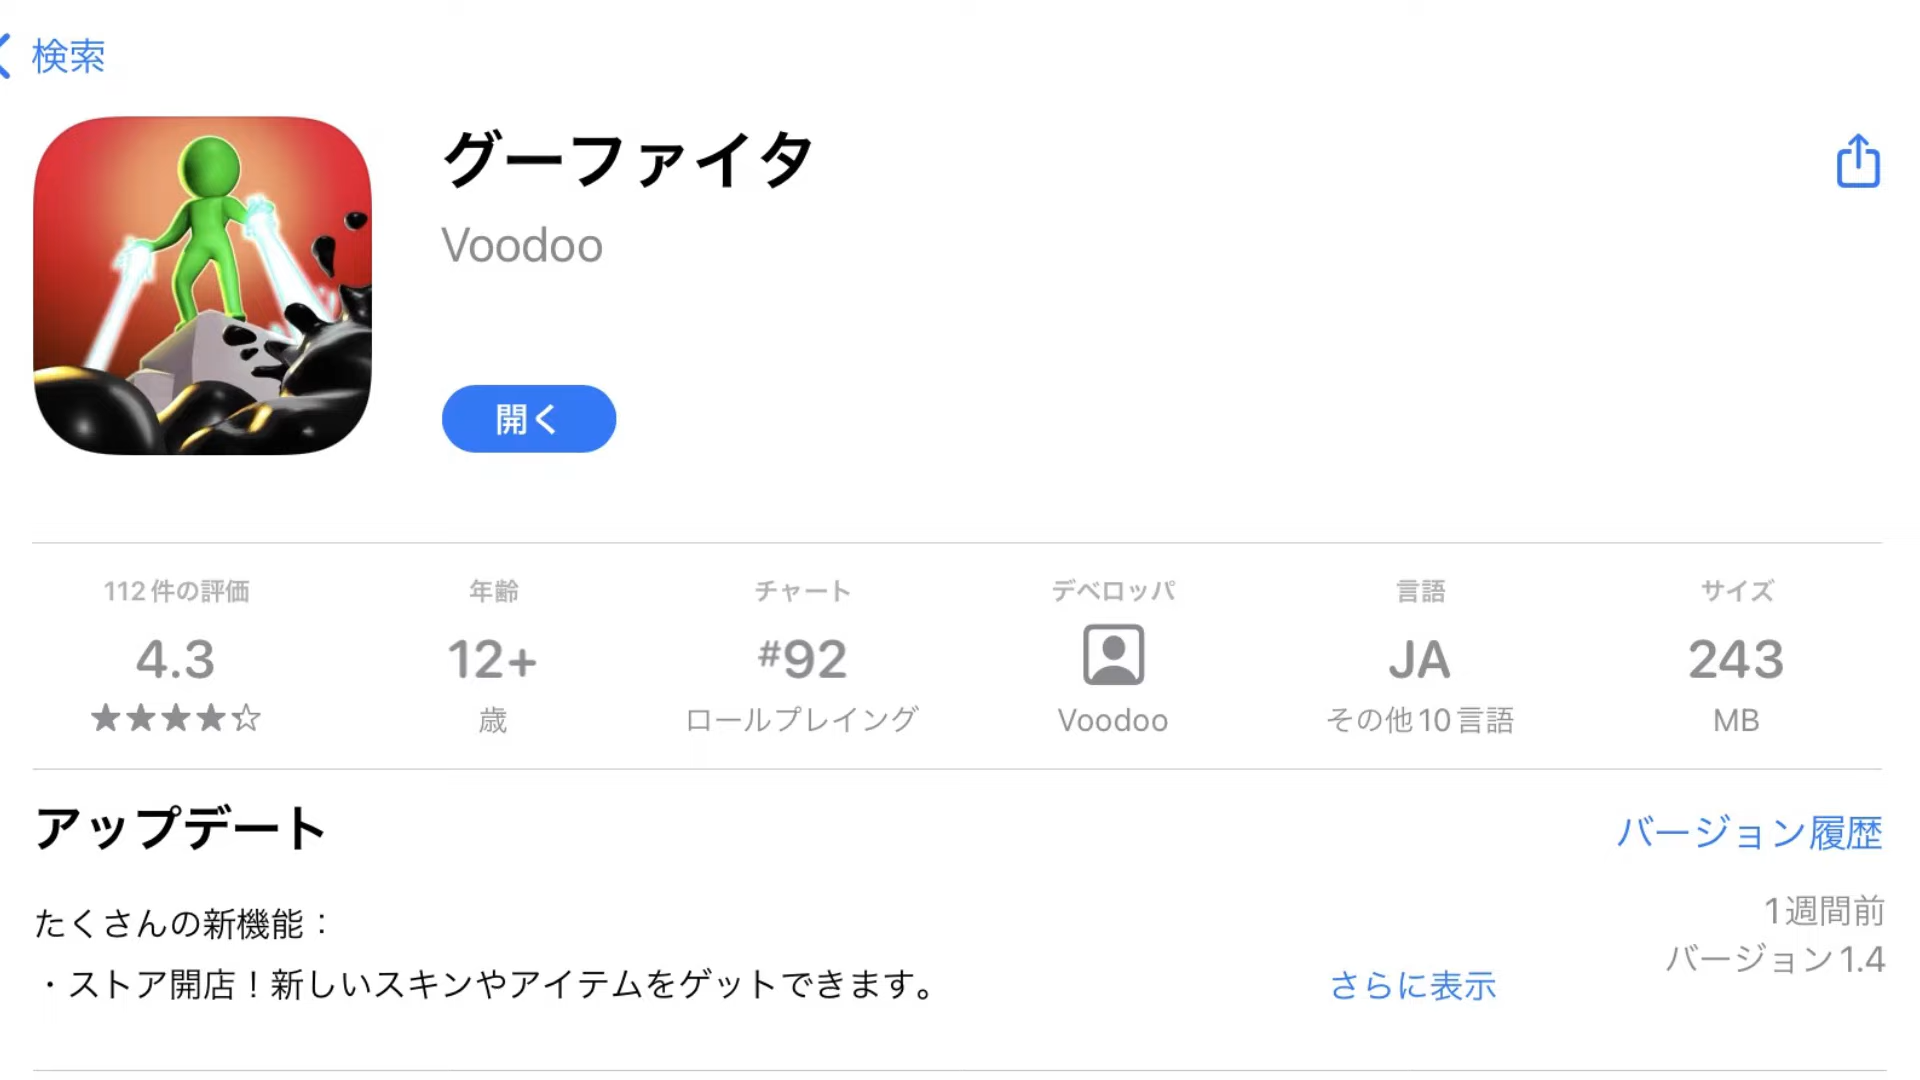 検索
グーファイタ
Voodoo
開く
112件の評価
4.3
★★★★☆
年齢
12+
歳
チャート
#92
ロールプレイング
デベロッパ
Voodoo
言語
JA
その他10言語
サイズ
243
MB
アップデート
バージョン履歴
たくさんの新機能：
・ストア開店！新しいスキンやアイテムをゲットできます。
さらに表示
1週間前
バージョン1.4